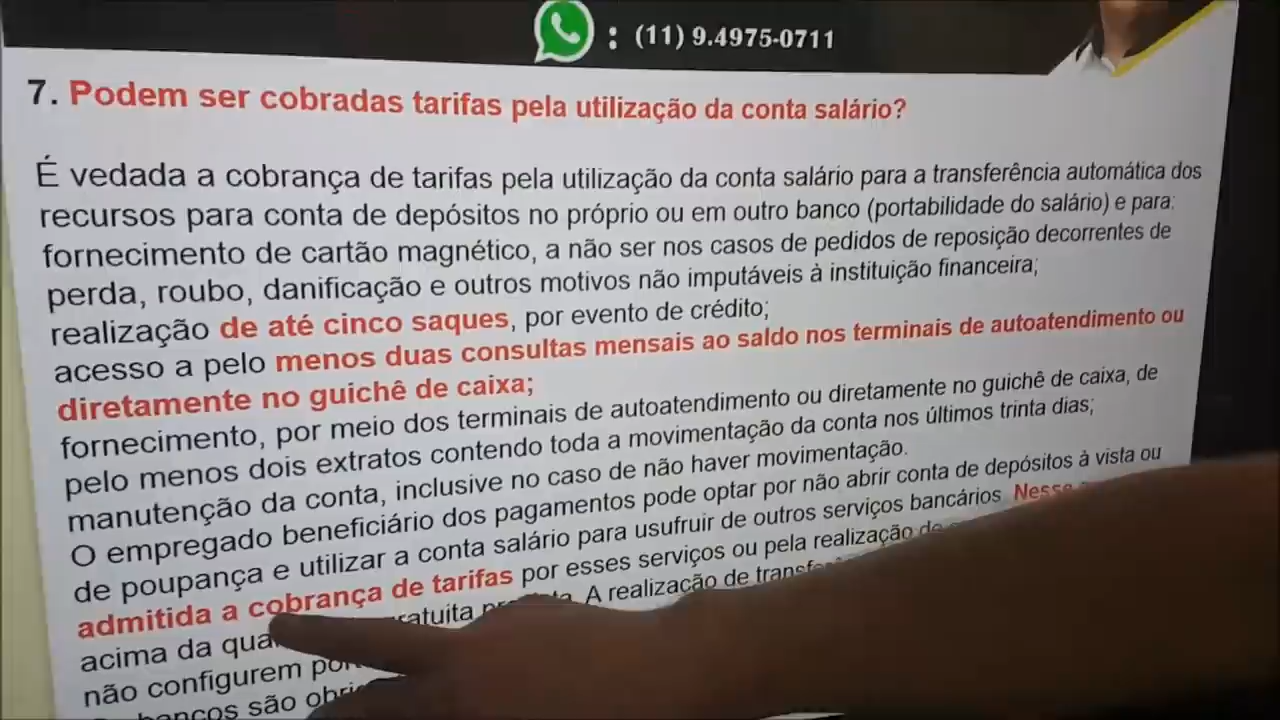 : (11) 9.4975-0711
7. Podem ser cobradas tarifas pela utilização da conta salário?
É vedada a cobrança de tarifas pela utilização da conta salário para a transferência automática dos
recursos para conta de depósitos no próprio ou em outro banco (portabilidade do salário) e para:
fornecimento de cartão magnético, a não ser nos casos de pedidos de reposição decorrentes de
perda, roubo, danificação e outros motivos não imputáveis à instituição financeira;
realização de até cinco saques, por evento de crédito;
acesso a pelo menos duas consultas mensais ao saldo nos terminais de autoatendimento ou
diretamente no guichê de caixa;
fornecimento, por meio dos terminais de autoatendimento ou diretamente no guichê de caixa, de
pelo menos dois extratos contendo toda a movimentação da conta nos últimos trinta dias;
manutenção da conta, inclusive no caso de não haver movimentação.
O empregado beneficiário dos pagamentos pode optar por não abrir conta de depósitos à vista ou
de poupança e utilizar a conta salário para usufruir de outros serviços bancários. Nesse
admitida a cobrança de tarifas por esses serviços ou pela realização de
acima da A realização de
não configurem
bancos são